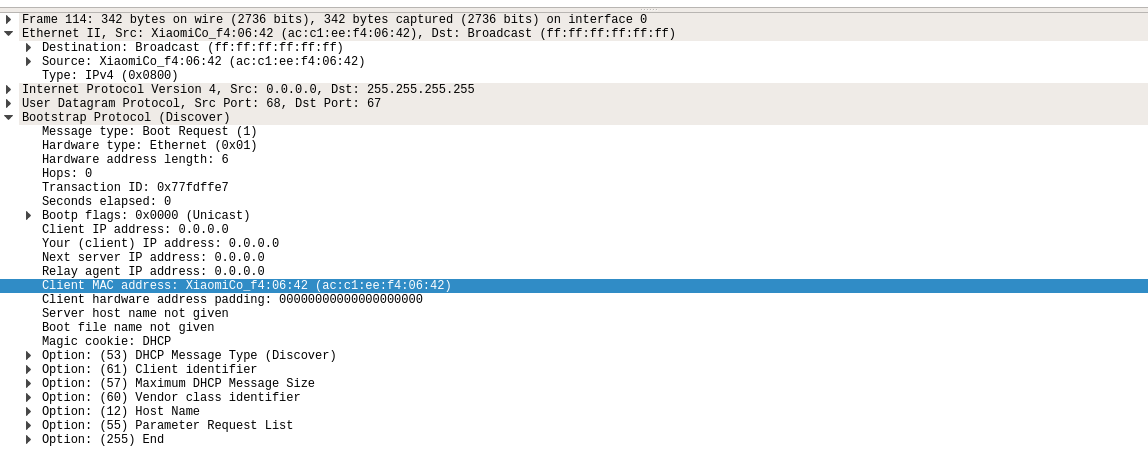 Frame 114: 342 bytes on wire (2736 bits), 342 bytes captured (2736 bits) on interface 0
Ethernet II, Src: XiaomiCo_f4:06:42 (ac:c1:ee:f4:06:42), Dst: Broadcast (ff:ff:ff:ff:ff:ff)
Destination: Broadcast (ff:ff:ff:ff:ff:ff)
Source: XiaomiCo_f4:06:42 (ac:c1:ee:f4:06:42)
Type: IPv4 (0x0800)
Internet Protocol Version 4, Src: 0.0.0.0, Dst: 255.255.255.255
User Datagram Protocol, Src Port: 68, Dst Port: 67
Bootstrap Protocol (Discover)
Message type: Boot Request (1)
Hardware type: Ethernet (0x01)
Hardware address length: 6
Hops: 0
Transaction ID: 0x77fdffe7
Seconds elapsed: 0
Bootp flags: 0x0000 (Unicast)
Client IP address: 0.0.0.0
Your (client) IP address: 0.0.0.0
Next server IP address: 0.0.0.0
Relay agent IP address: 0.0.0.0
Client MAC address: XiaomiCo_f4:06:42 (ac:c1:ee:f4:06:42)
Client hardware address padding: 00000000000000000000
Server host name not given
Boot file name not given
Magic cookie: DHCP
Option: (53) DHCP Message Type (Discover)
Option: (61) Client identifier
Option: (57) Maximum DHCP Message Size
Option: (60) Vendor class identifier
Option: (12) Host Name
Option: (55) Parameter Request List
Option: (255) End